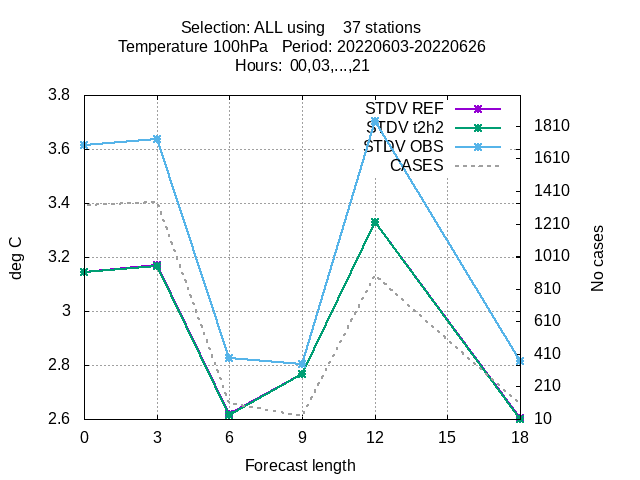 Selection: ALL using    37 stations
Temperature 100hPa   Period: 20220603-20220626
Hours: 00,03,...,21
STDV REF
STDV t2h2
STDV OBS
CASES
deg C
3.8
3.6
3.4
3.2
3
2.8
2.6
No cases
1810
1610
1410
1210
1010
810
610
410
210
10
0 3 6 9 12 15 18
Forecast length